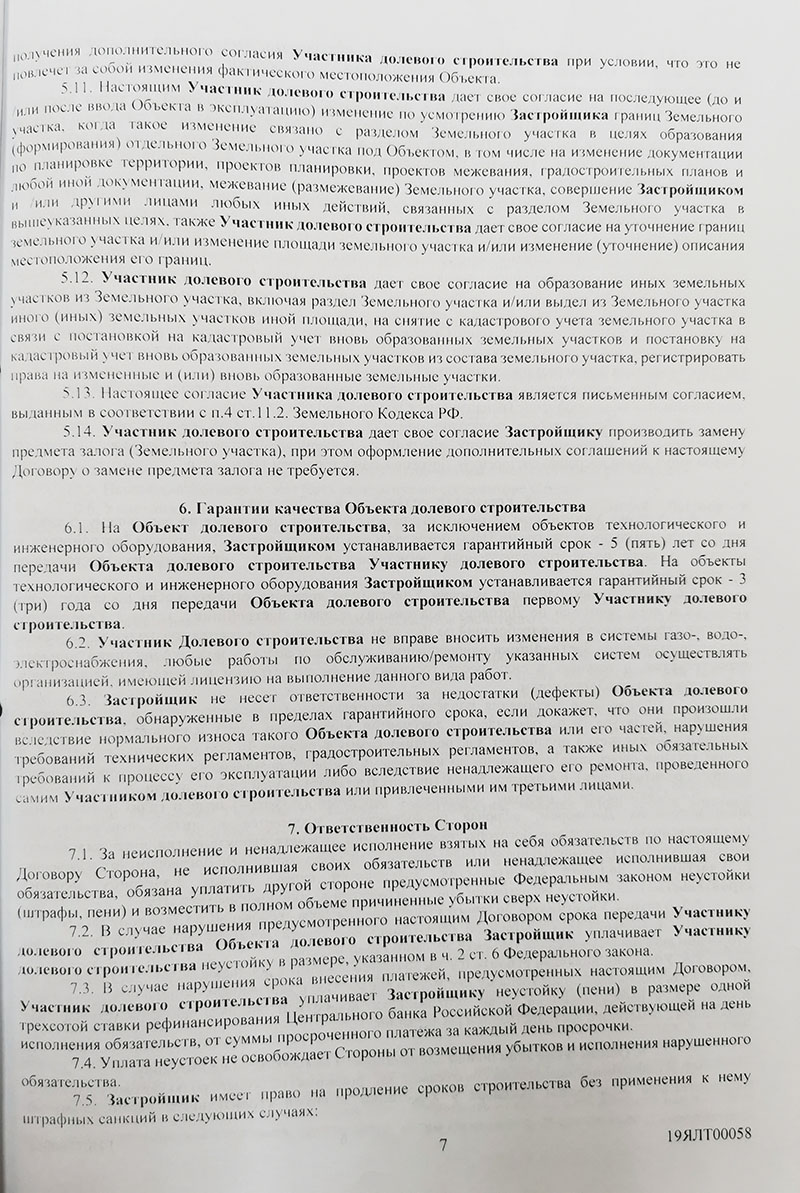 получения дополнительного согласия Участника долевого строительства при условии, что это не
повлечет за собой изменения фактического местоположения Объекта.
5.11. Настоящим Участник долевого строительства дает свое согласие на последующее (до и
или после ввода Объекта в эксплуатацию) изменение по усмотрению Застройщика границ Земельного
участка, когда такое изменение связано с разделом Земельного участка в целях образования
(формирования) отдельного Земельного участка под Объектом, в том числе на изменение документации
по планировке территории, проектов планировки, проектов межевания, градостроительных планов и
любой иной документации, межевание (размежевание) Земельного участка, совершение Застройщиком
и /или другими лицами любых иных действий, связанных с разделом Земельного участка в
вышеуказанных целях, также Участник долевого строительства дает свое согласие на уточнение границ
земельного участка и/или изменение площади земельного участка и/или изменение (уточнение) описания
местоположения его границ.
5.12. Участник долевого строительства дает свое согласие на образование иных земельных
участков из Земельного участка, включая раздел Земельного участка и/или выдел из Земельного участка
иного (иных) земельных участков иной площади, на снятие с кадастрового учета земельного участка в
связи с постановкой на кадастровый учет вновь образованных земельных участков и постановку на
кадастровый учет вновь образованных земельных участков из состава земельного участка, регистрировать
права на измененные и (или) вновь образованные земельные участки.
5.13. Настоящее согласие Участника долевого строительства является письменным согласием,
выданным в соответствии с п.4 ст.11.2. Земельного Кодекса РФ.
5.14. Участник долевого строительства дает свое согласие Застройщику производить замену
предмета залога (Земельного участка), при этом оформление дополнительных соглашений к настоящему
Договору о замене предмета залога не требуется.
6. Гарантии качества Объекта долевого строительства
6.1. На Объект долевого строительства, за исключением объектов технологического и
инженерного оборудования, Застройщиком устанавливается гарантийный срок - 5 (пять) лет со дня
передачи Объекта долевого строительства Участнику долевого строительства. На объекты
технологического и инженерного оборудования Застройщиком устанавливается гарантийный срок - 3
(три) года со дня передачи Объекта долевого строительства первому Участнику долевого
строительства.
6.2. Участник Долевого строительства не вправе вносить изменения в системы газо-, водо-,
электроснабжения, любые работы по обслуживанию/ремонту указанных систем осуществлять
организацией, имеющей лицензию на выполнение данного вида работ.
6.3. Застройщик не несет ответственности за недостатки (дефекты) Объекта долевого
строительства, обнаруженные в пределах гарантийного срока, если докажет, что они произошли
вследствие нормального износа такого Объекта долевого строительства или его частей, нарушения
требований технических регламентов, градостроительных регламентов, а также иных обязательных
требований к процессу его эксплуатации либо вследствие ненадлежащего его ремонта, проведенного
самим Участником долевого строительства или привлеченными им третьими лицами.
7. Ответственность Сторон
7.1. За неисполнение и ненадлежащее исполнение взятых на себя обязательств по настоящему
Договору Сторона, не исполнившая своих обязательств или ненадлежащее исполнившая свои
обязательства, обязана уплатить другой стороне предусмотренные Федеральным законом неустойки
(штрафы, пени) и возместить в полном объеме причиненные убытки сверх неустойки.
7.2. В случае нарушения предусмотренного настоящим Договором срока передачи Участнику
долевого строительства Объекта долевого строительства Застройщик уплачивает Участнику
долевого строительства неустойку в размере, указанном в ч. 2 ст. 6 Федерального закона.
7.3. В случае нарушения срока внесения платежей, предусмотренных настоящим Договором,
Участник долевого строительства уплачивает Застройщику неустойку (пени) в размере одной
трехсотой ставки рефинансирования Центрального банка Российской Федерации, действующей на день
исполнения обязательств, от суммы просроченного платежа за каждый день просрочки.
7.4. Уплата неустоек не освобождает Стороны от возмещения убытков и исполнения нарушенного
обязательства.
7.5. Застройщик имеет право на продление сроков строительства без применения к нему
штрафных санкций в следующих случаях:
7
19ЯЛТ00058